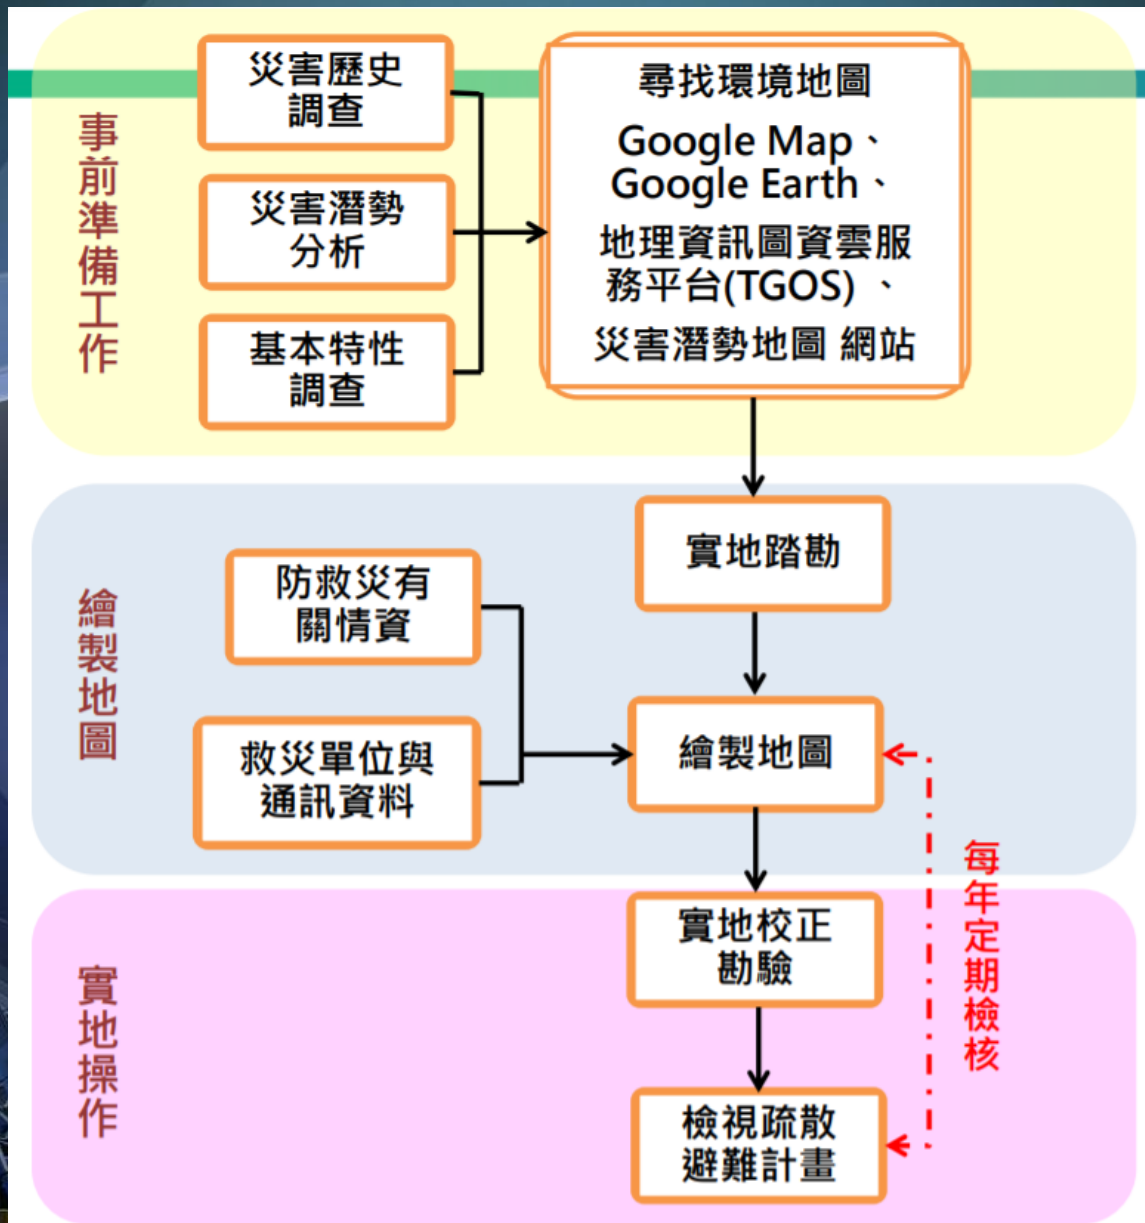 事前準備工作
災害歷史
調查
災害潛勢
分析
基本特性
調查
尋找環境地圖
Google Map、
Google Earth、
地理資訊圖資雲服
務平台(TGOS) 、
災害潛勢地圖 網站
繪製地圖
實地踏勘
防救災有
關情資
救災單位與
通訊資料
繪製地圖
每年定期檢核
實地操作
實地校正
勘驗
檢視疏散
避難計畫